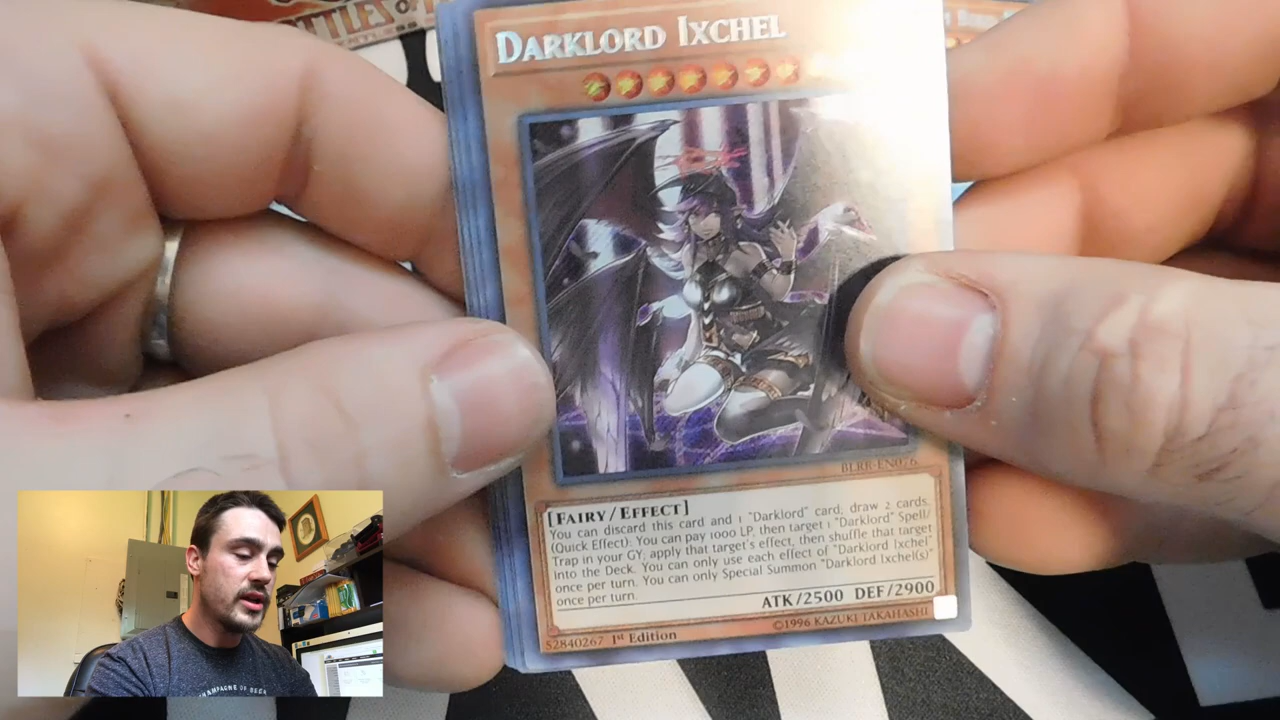 BATTLES OF
DARKLORD IXCHEL
BLRR-EN076
[FAIRY/EFFECT]
You can discard this card and 1 "Darklord" card; draw 2 cards.
(Quick Effect): You can pay 1000 LP, then target 1 "Darklord" Spell/
Trap in your GY; apply that target's effect, then shuffle that target
into the Deck. You can only use each effect of "Darklord Ixchel"
once per turn. You can only Special Summon "Darklord Ixchel(s)"
once per turn.
ATK/2500 DEF/2900
52840267 1st Edition
©1996 KAZUKI TAKAHASHI